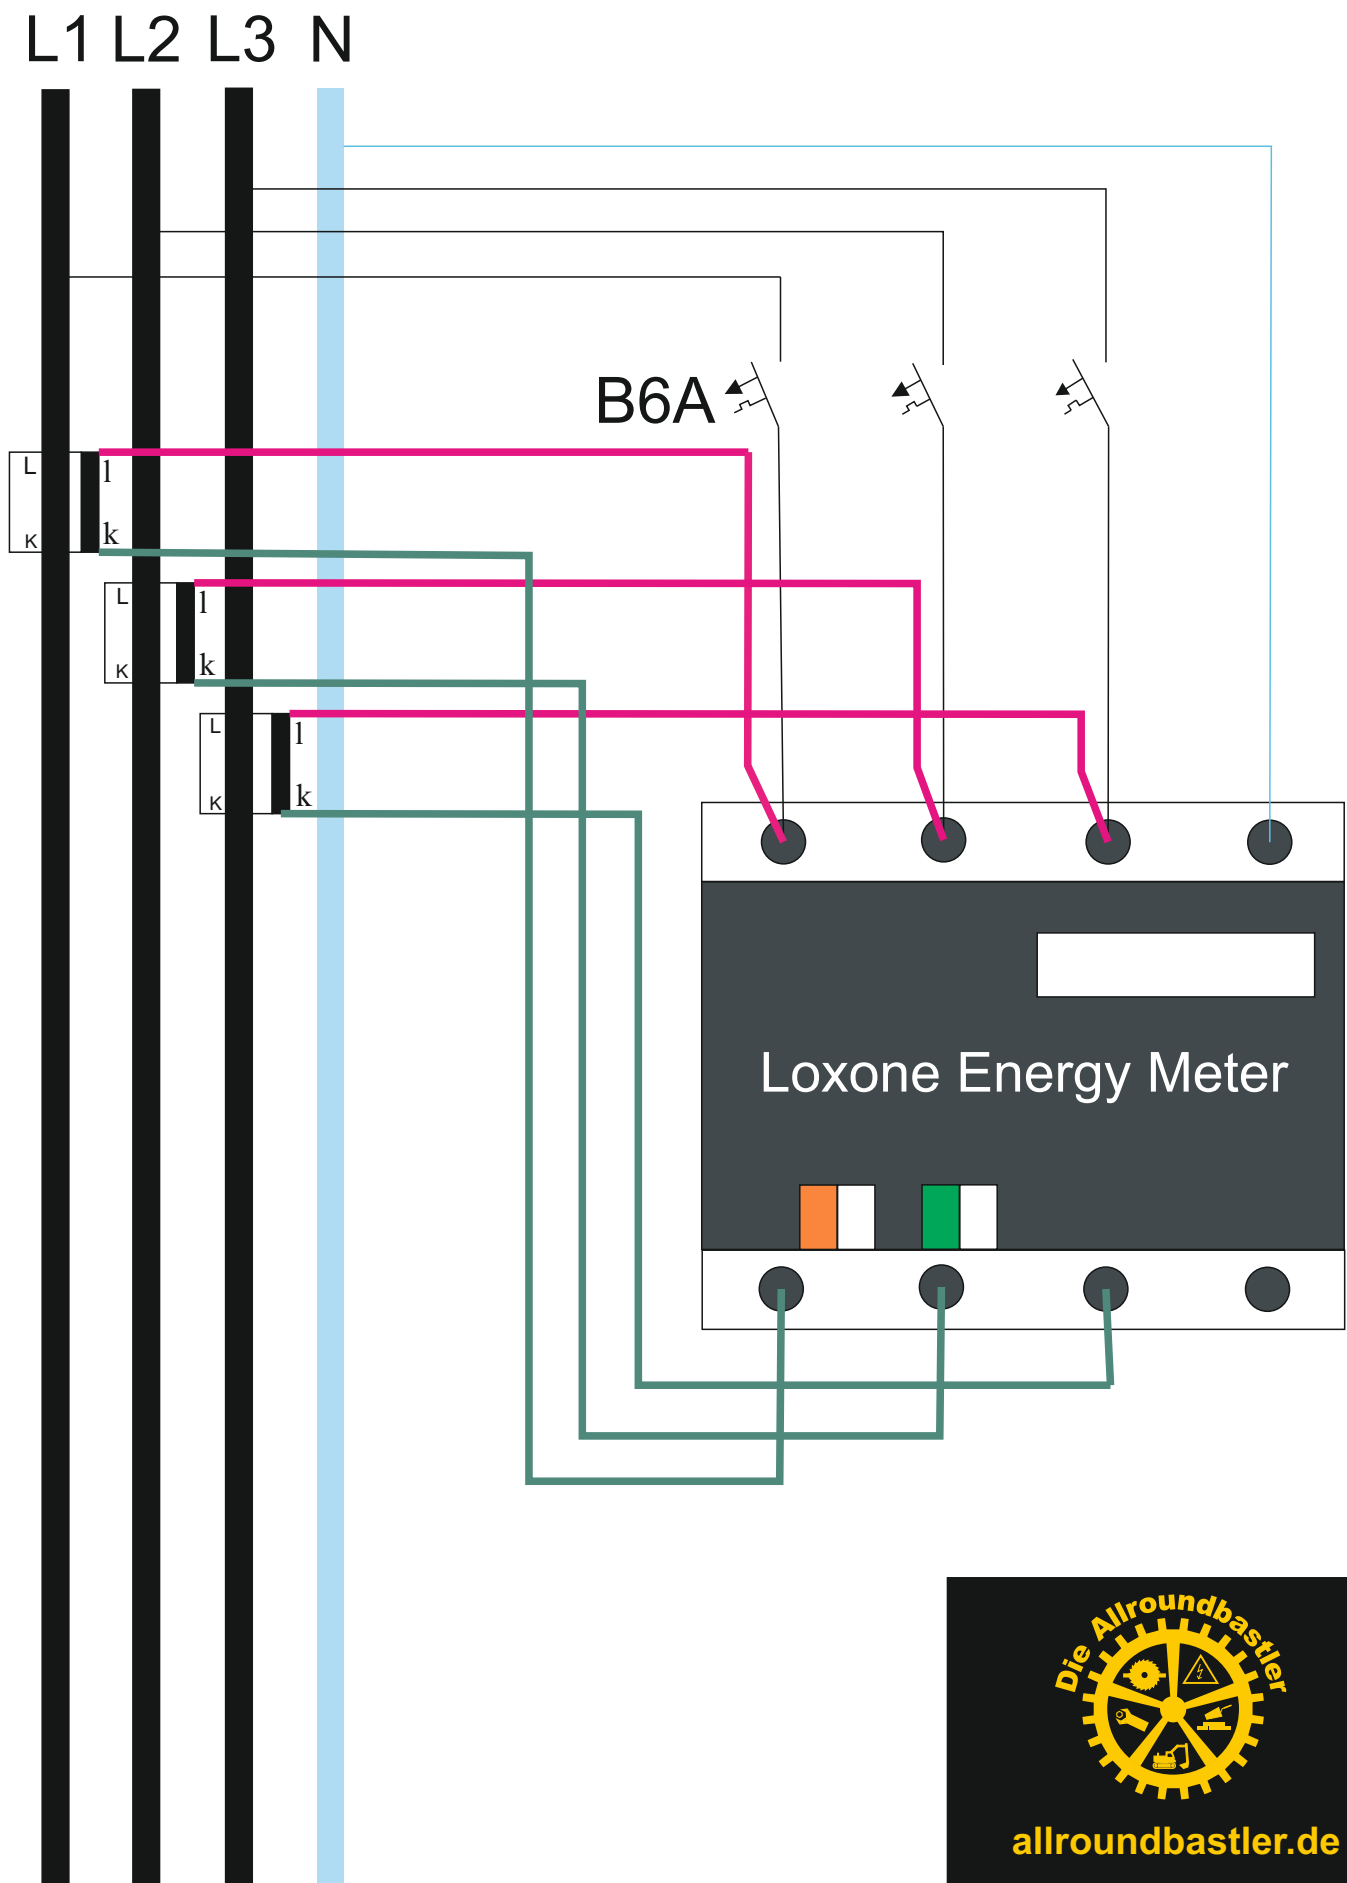 L1 L2 L3 N
B6A
L
l
K
k
L
l
K
k
L
l
K
k
Loxone Energy Meter
Die Allroundbastler
allroundbastler.de